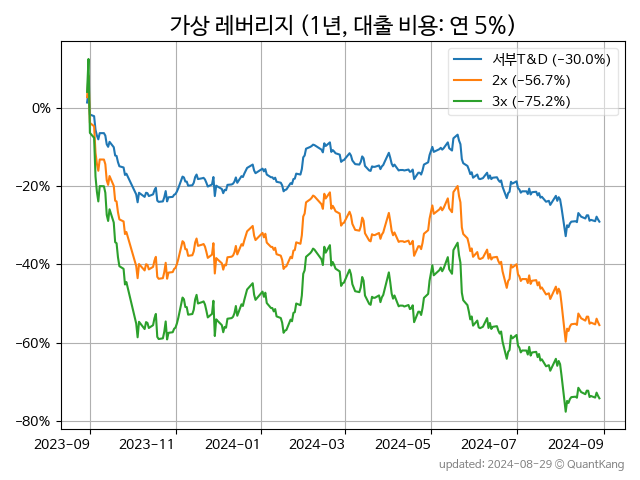 가상 레버리지 (1년, 대출 비용: 연 5%)
서부T&D (−30.0%)
2x (−56.7%)
3x (−75.2%)
0%
−20%
−40%
−60%
−80%
2023-09 2023-11 2024-01 2024-03 2024-05 2024-07 2024-09
updated: 2024-08-29 © QuantKang